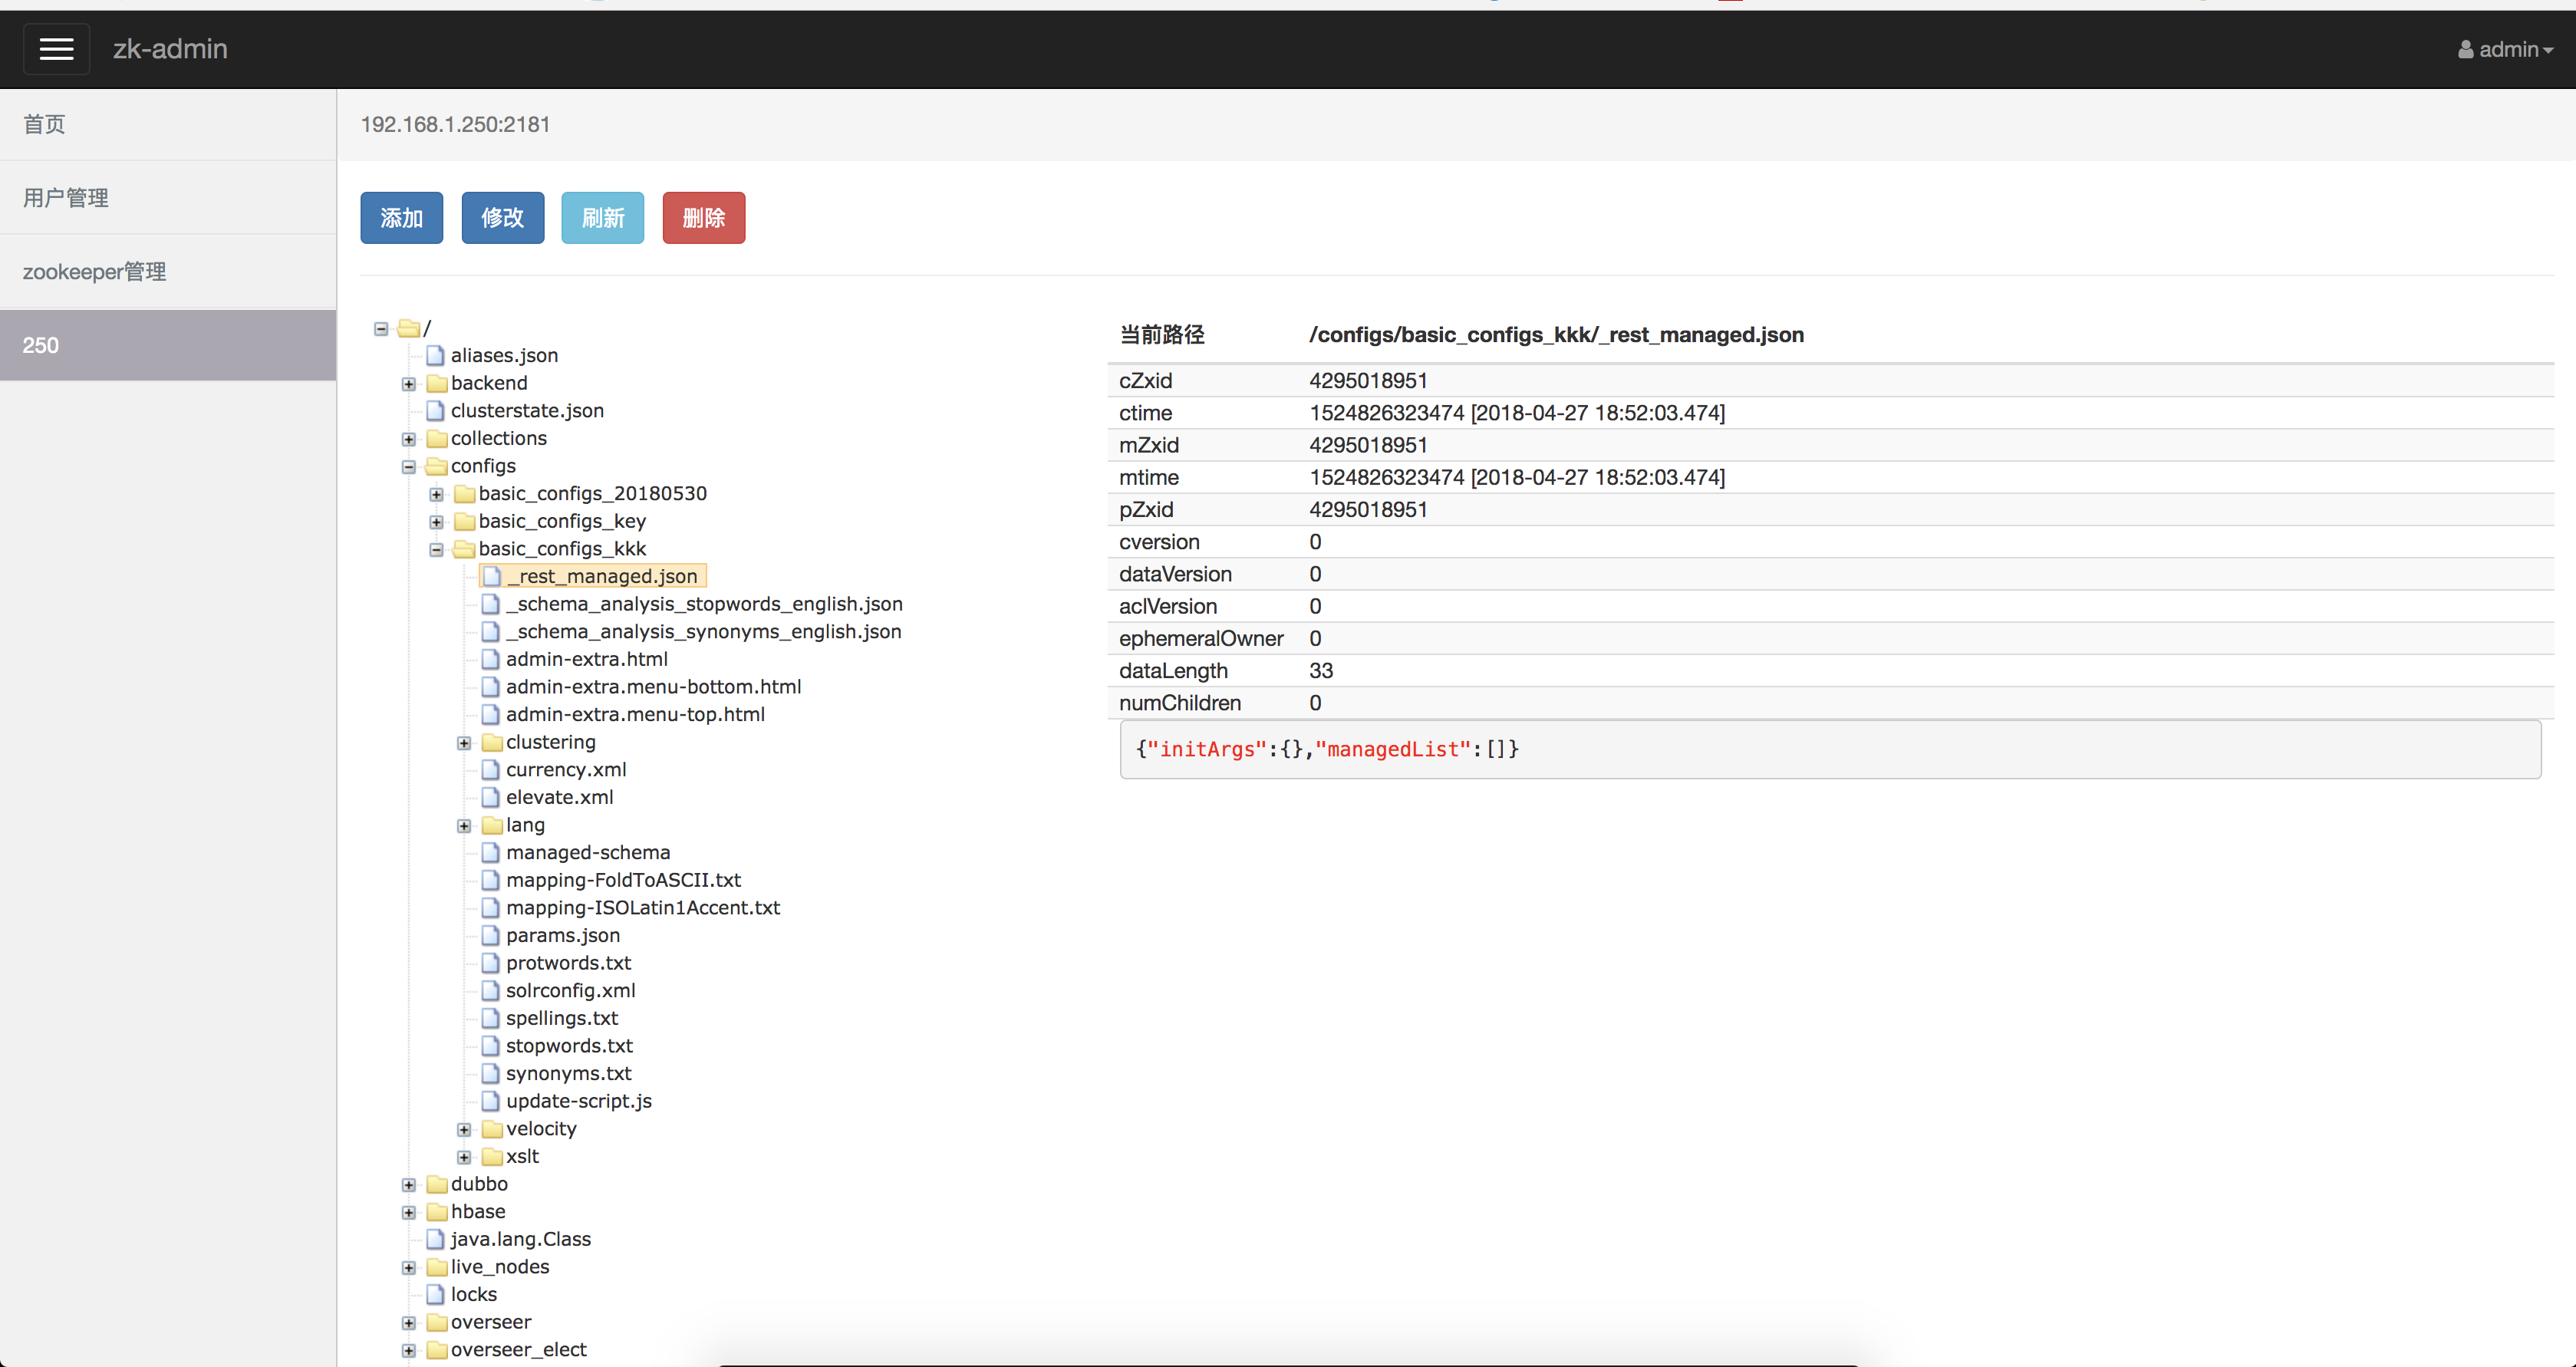 zk-admin
admin
首页
用户管理
zookeeper管理
250
192.168.1.250:2181
添加 修改 刷新 删除
/
aliases.json
backend
clusterstate.json
collections
configs
basic_configs_20180530
basic_configs_key
basic_configs_kkk
_rest_managed.json
_schema_analysis_stopwords_english.json
_schema_analysis_synonyms_english.json
admin-extra.html
admin-extra.menu-bottom.html
admin-extra.menu-top.html
clustering
currency.xml
elevate.xml
lang
managed-schema
mapping-FoldToASCII.txt
mapping-ISOLatin1Accent.txt
params.json
protwords.txt
solrconfig.xml
spellings.txt
stopwords.txt
synonyms.txt
update-script.js
velocity
xslt
dubbo
hbase
java.lang.Class
live_nodes
locks
overseer
overseer_elect
当前路径 /configs/basic_configs_kkk/_rest_managed.json
cZxid 4295018951
ctime 1524826323474 [2018-04-27 18:52:03.474]
mZxid 4295018951
mtime 1524826323474 [2018-04-27 18:52:03.474]
pZxid 4295018951
cversion 0
dataVersion 0
aclVersion 0
ephemeralOwner 0
dataLength 33
numChildren 0
{"initArgs":{},"managedList":[]}